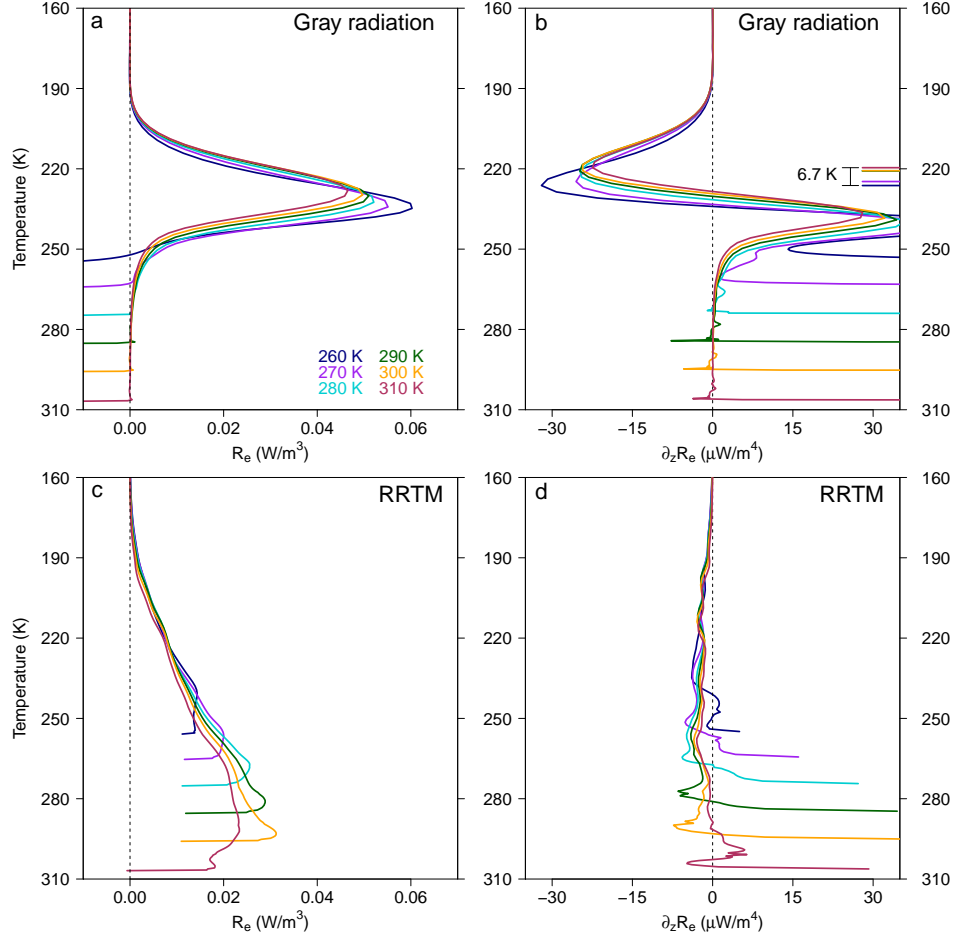 a
Gray radiation
160
190
220
250
280
310
Temperature (K)
260 K 290 K
270 K 300 K
280 K 310 K
0.00 0.02 0.04 0.06
Rₑ (W/m³)
b
Gray radiation
6.7 K
160
190
220
250
280
310
−30 −15 0 15 30
∂zRₑ (μW/m⁴)
c
RRTM
160
190
220
250
280
310
Temperature (K)
0.00 0.02 0.04 0.06
Rₑ (W/m³)
d
RRTM
160
190
220
250
280
310
−30 −15 0 15 30
∂zRₑ (μW/m⁴)